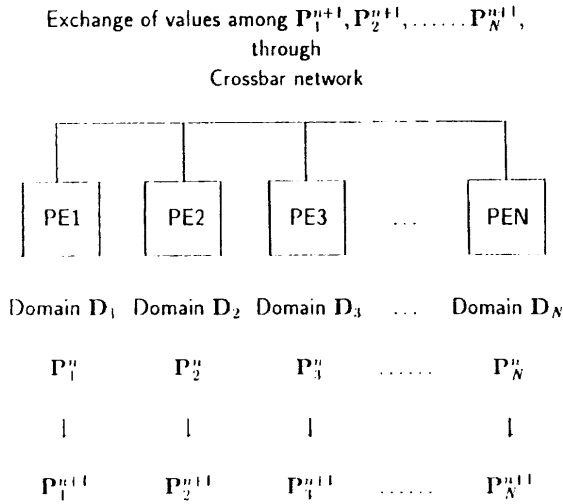 Exchange of values among P₁ⁿ⁺¹, P₂ⁿ⁺¹, ...... P_Nⁿ⁺¹,
through
Crossbar network
PE1 PE2 PE3 ... PEN
Domain D₁ Domain D₂ Domain D₃ ... Domain D_N
P₁ⁿ P₂ⁿ P₃ⁿ ...... P_Nⁿ
↓ ↓ ↓ ↓
P₁ⁿ⁺¹ P₂ⁿ⁺¹ P₃ⁿ⁺¹ ...... P_Nⁿ⁺¹